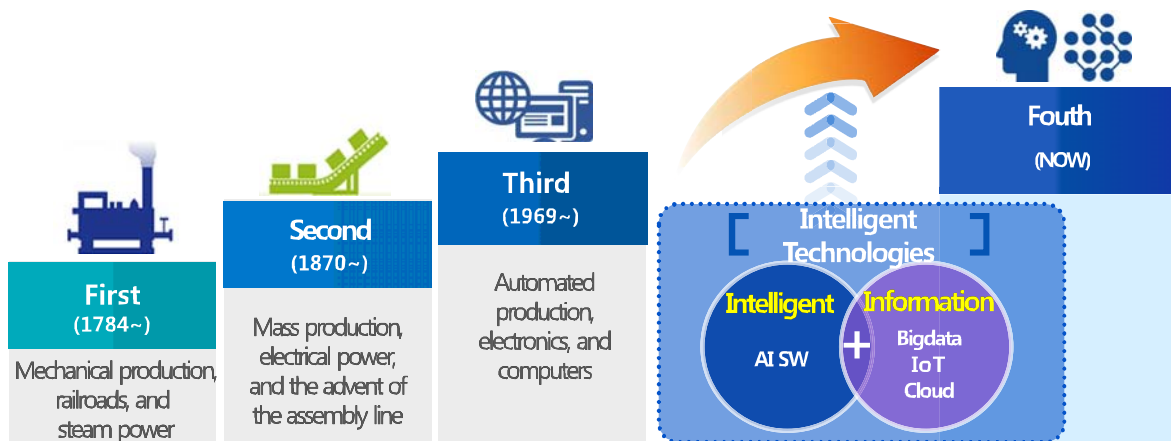 First
(1784~)
Mechanical production,
railroads, and
steam power
Second
(1870~)
Mass production,
electrical power,
and the advent of
the assembly line
Third
(1969~)
Automated
production,
electronics, and
computers
Fouth
(NOW)
[ Intelligent ]
Technologies
Intelligent
AI SW
+
Information
Bigdata
IoT
Cloud